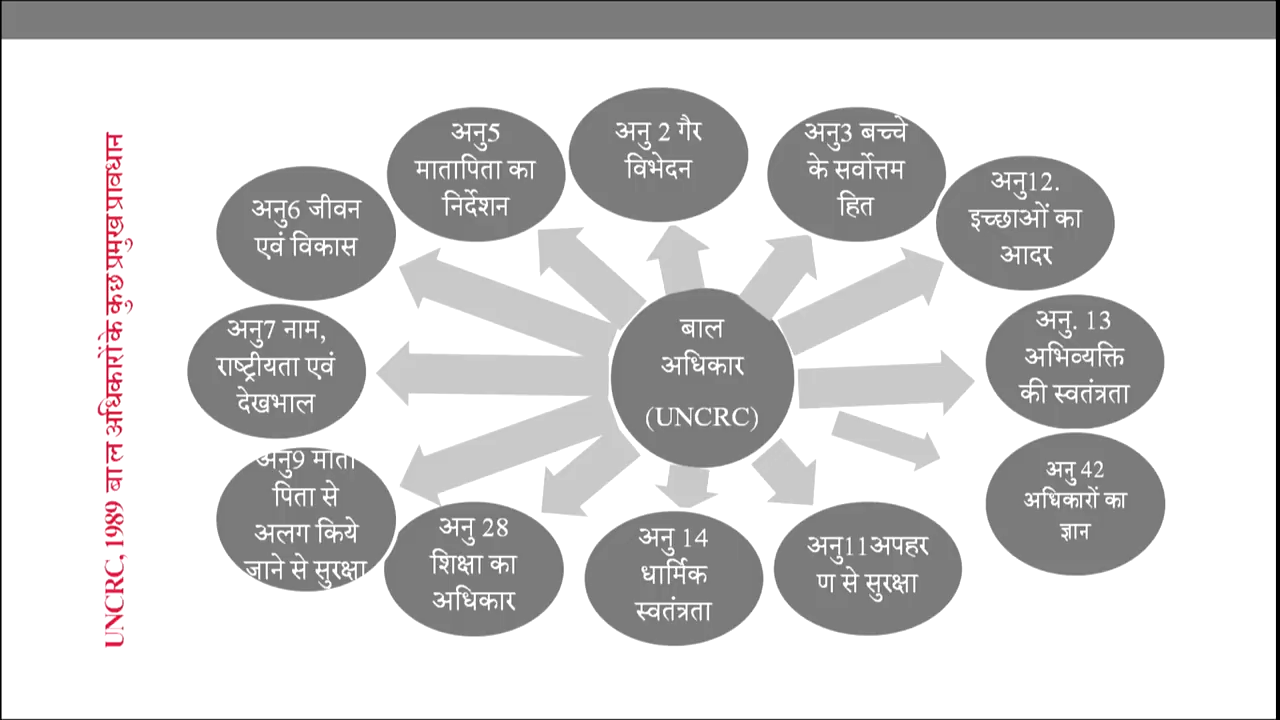 UNCRC, 1989 बाल अधिकारों के कुछ प्रमुख प्रावधान
अनु 2 गैर
विभेदन
अनु3 बच्चे
के सर्वोत्तम
हित
अनु12.
इच्छाओं का
आदर
अनु. 13
अभिव्यक्ति
की स्वतंत्रता
अनु 42
अधिकारों का
ज्ञान
अनु11अपहर
ण से सुरक्षा
अनु 14
धार्मिक
स्वतंत्रता
अनु 28
शिक्षा का
अधिकार
अनु9 माता
पिता से
अलग किये
जाने से सुरक्षा
अनु7 नाम,
राष्ट्रीयता एवं
देखभाल
अनु6 जीवन
एवं विकास
अनु5
मातापिता का
निर्देशन
बाल
अधिकार
(UNCRC)